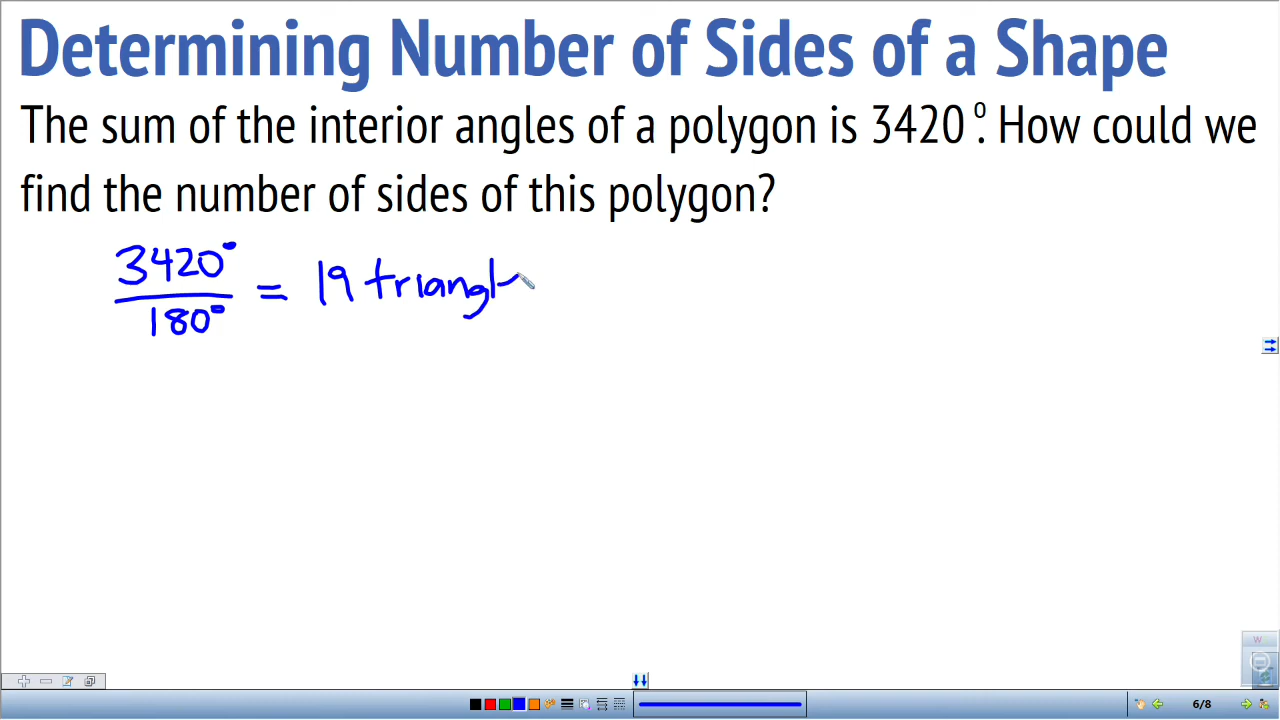 Determining Number of Sides of a Shape
The sum of the interior angles of a polygon is 3420°. How could we
find the number of sides of this polygon?
3420°
180°
= 19 triangl
W
6/8